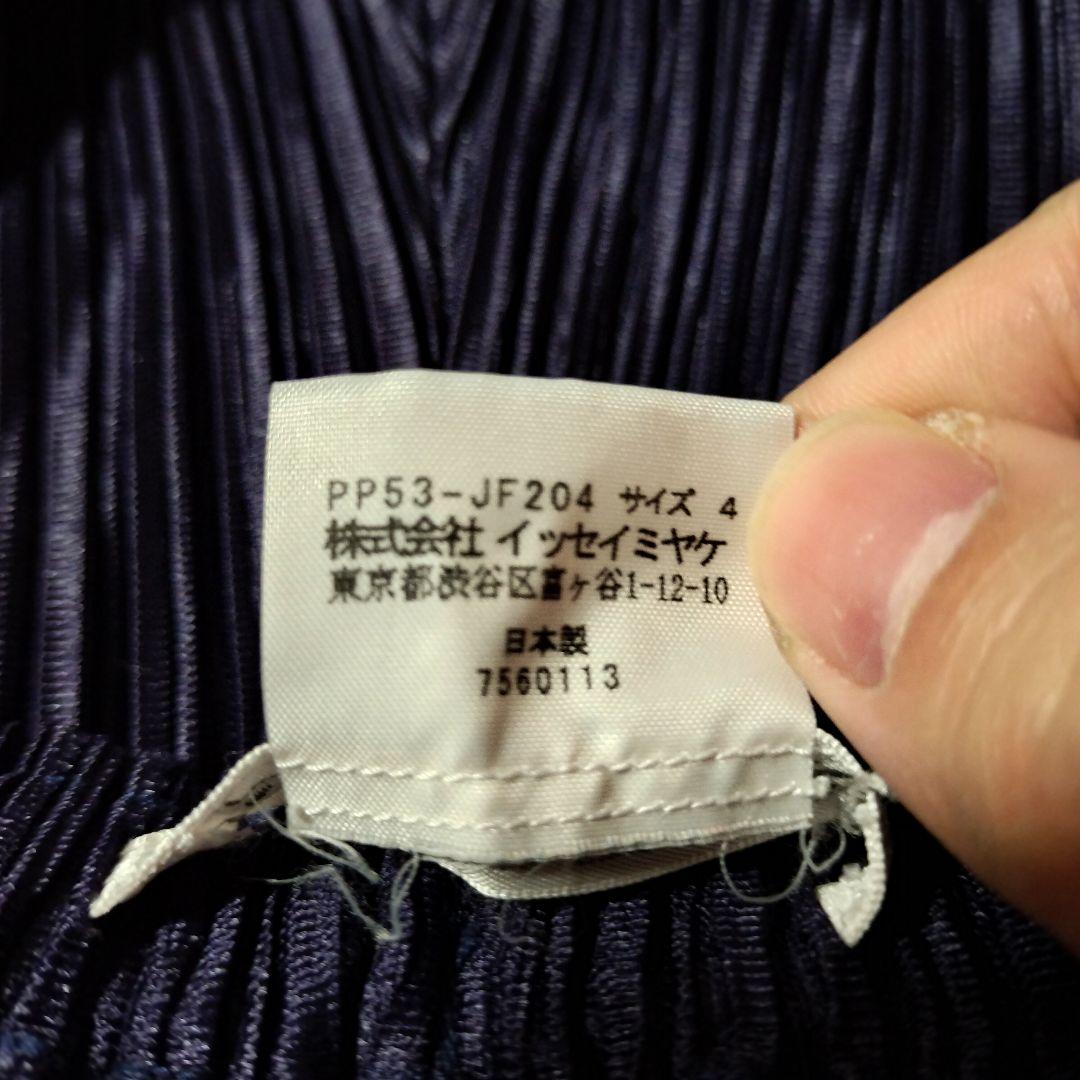 PP53-JF204 サイズ 4
株式会社 イッセイミヤケ
東京都渋谷区富ヶ谷1-12-10
日本製
7560113